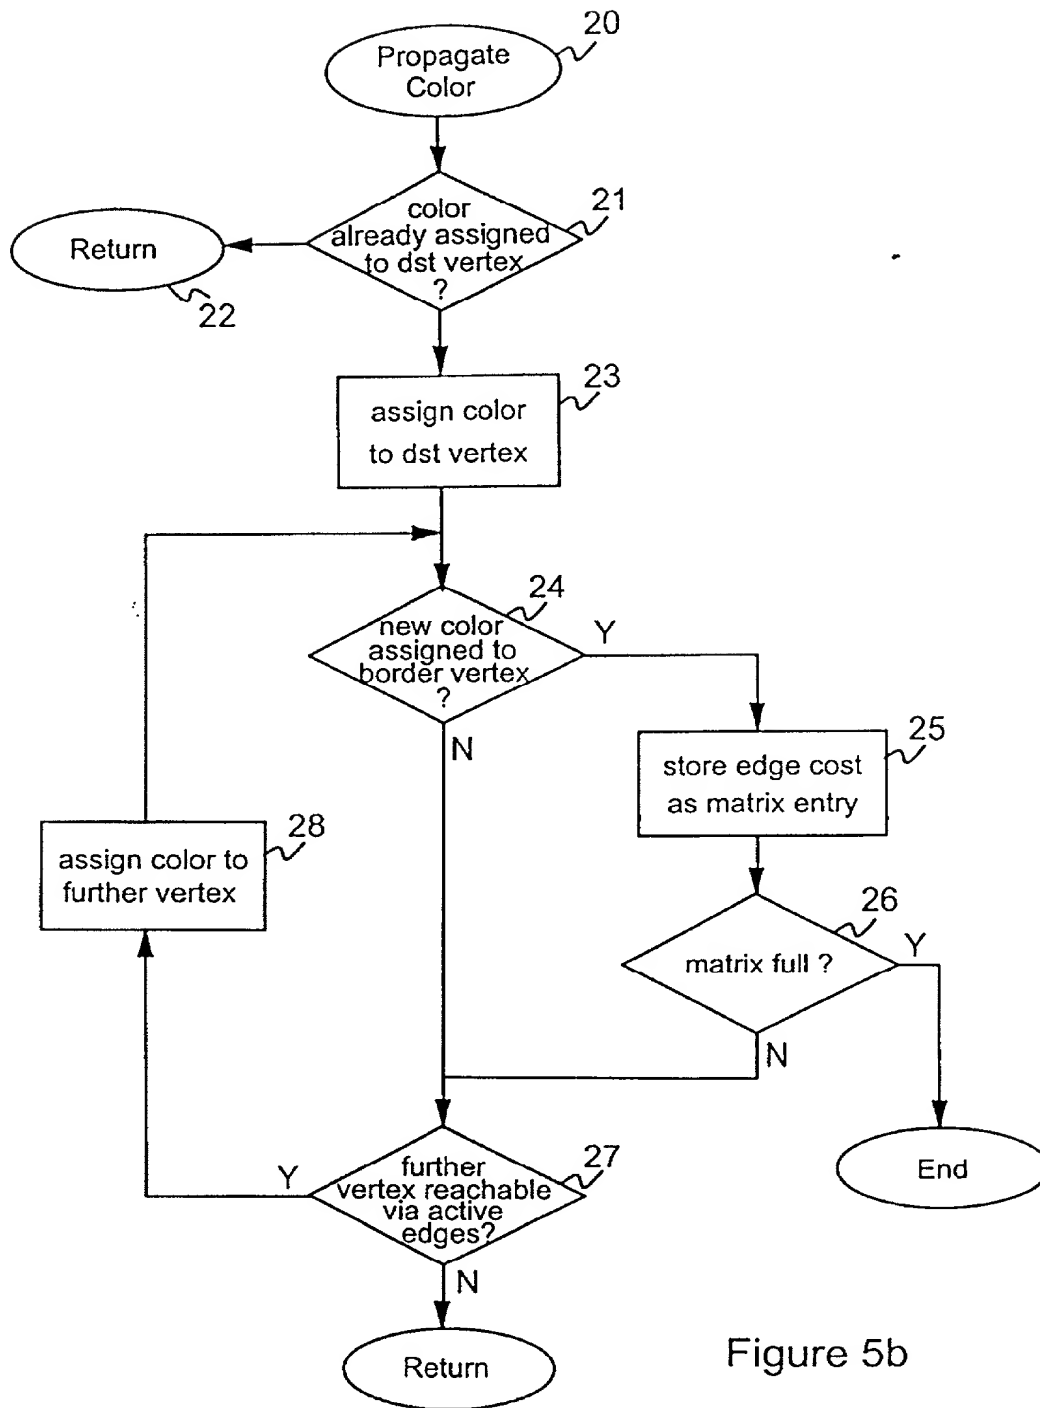 20
Propagate
Color
21
color
already assigned
to dst vertex
?
Return
22
23
assign color
to dst vertex
24
new color
assigned to
border vertex
?
Y
N
25
store edge cost
as matrix entry
28
assign color to
further vertex
26
matrix full ?
Y
N
27
further
vertex reachable
via active
edges?
Y
N
End
Return
Figure 5b